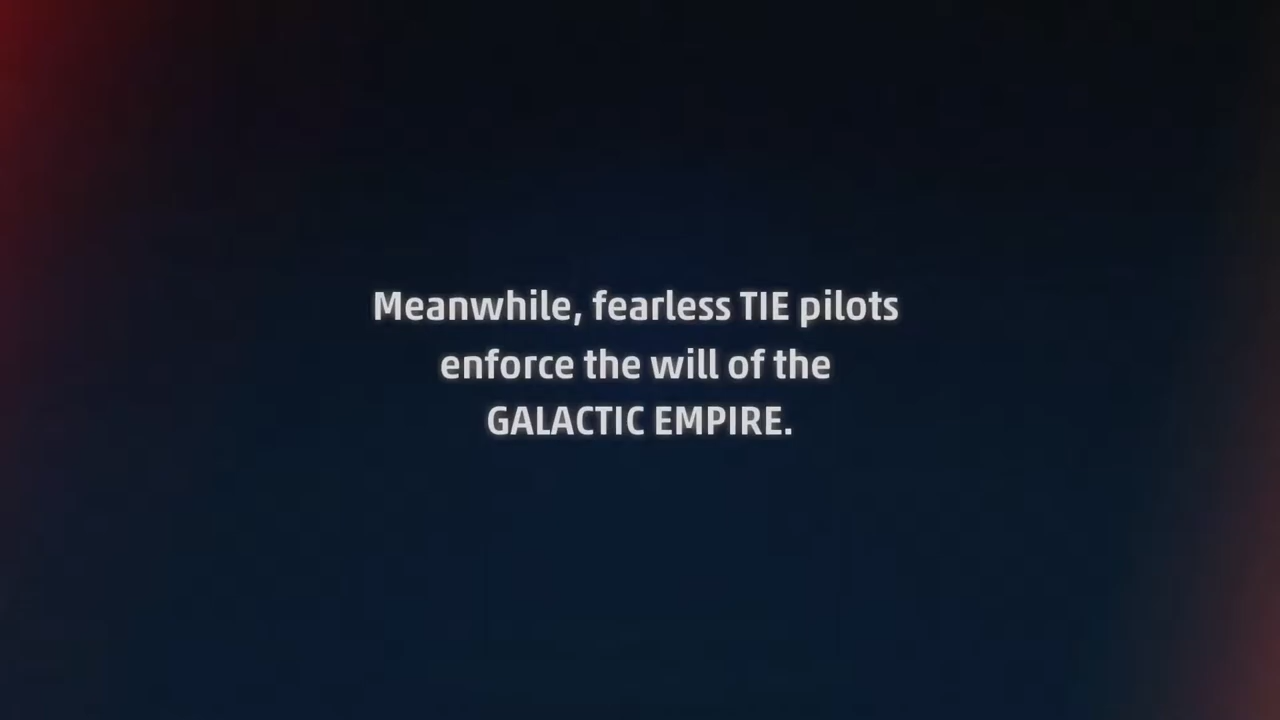 Meanwhile, fearless TIE pilots
enforce the will of the
GALACTIC EMPIRE.